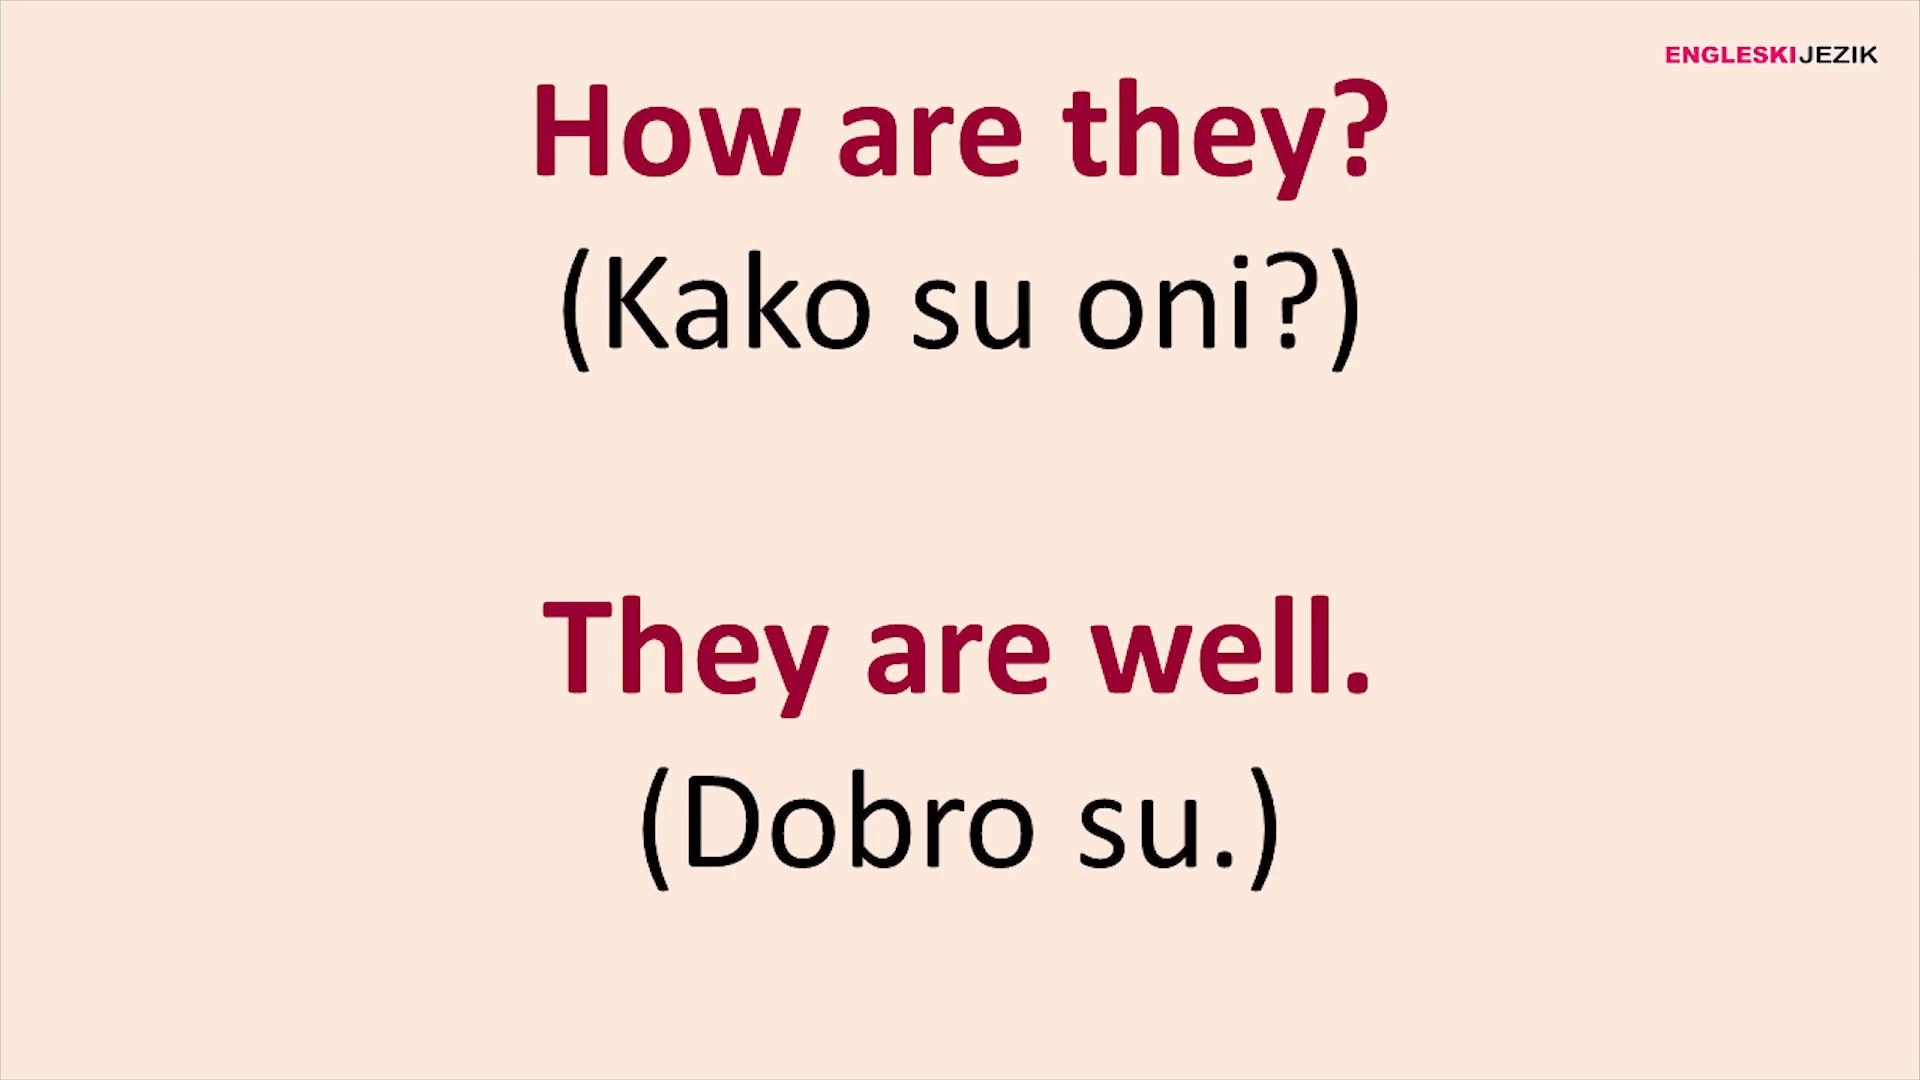 ENGLESKIJEZIK
How are they?
(Kako su oni?)
They are well.
(Dobro su.)